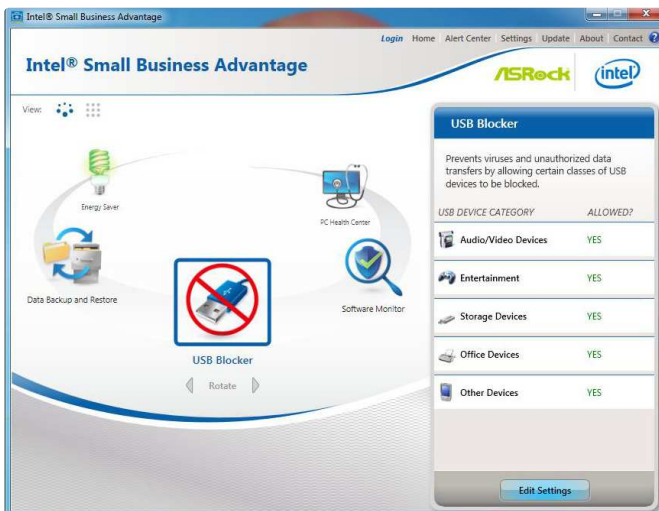 Intel® Small Business Advantage
Login Home Alert Center Settings Update About Contact ?
Intel® Small Business Advantage
ASRock intel
View:
Energy Saver
PC Health Center
Data Backup and Restore
Software Monitor
USB Blocker
Rotate
USB Blocker
Prevents viruses and unauthorized data
transfers by allowing certain classes of USB
devices to be blocked.
USB DEVICE CATEGORY ALLOWED?
Audio/Video Devices YES
Entertainment YES
Storage Devices YES
Office Devices YES
Other Devices YES
Edit Settings